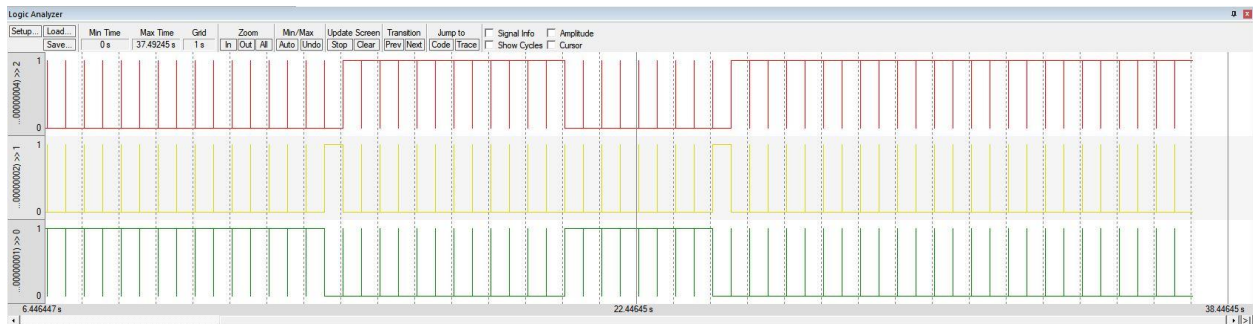 Logic Analyzer
Setup... Load... Min Time Max Time Grid Zoom Min/Max Update Screen Transition Jump to Signal Info Amplitude
Save... 0 s 37.49245 s 1 s In Out All Auto Undo Stop Clear Prev Next Code Trace Show Cycles Cursor
1
...00000004) >> 2
0
1
...00000002) >> 1
0
1
...00000001) >> 0
0
6.446447 s 22.44645 s 38.44645 s